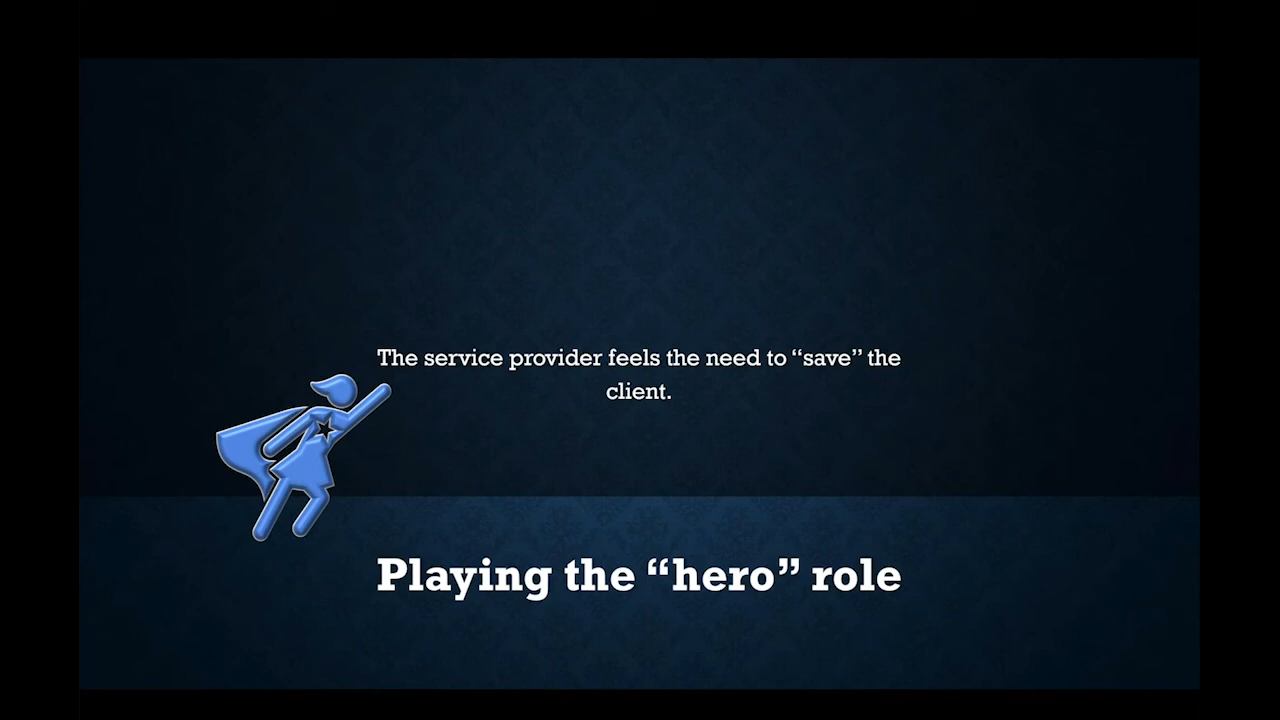 The service provider feels the need to “save” the
client.
Playing the “hero” role